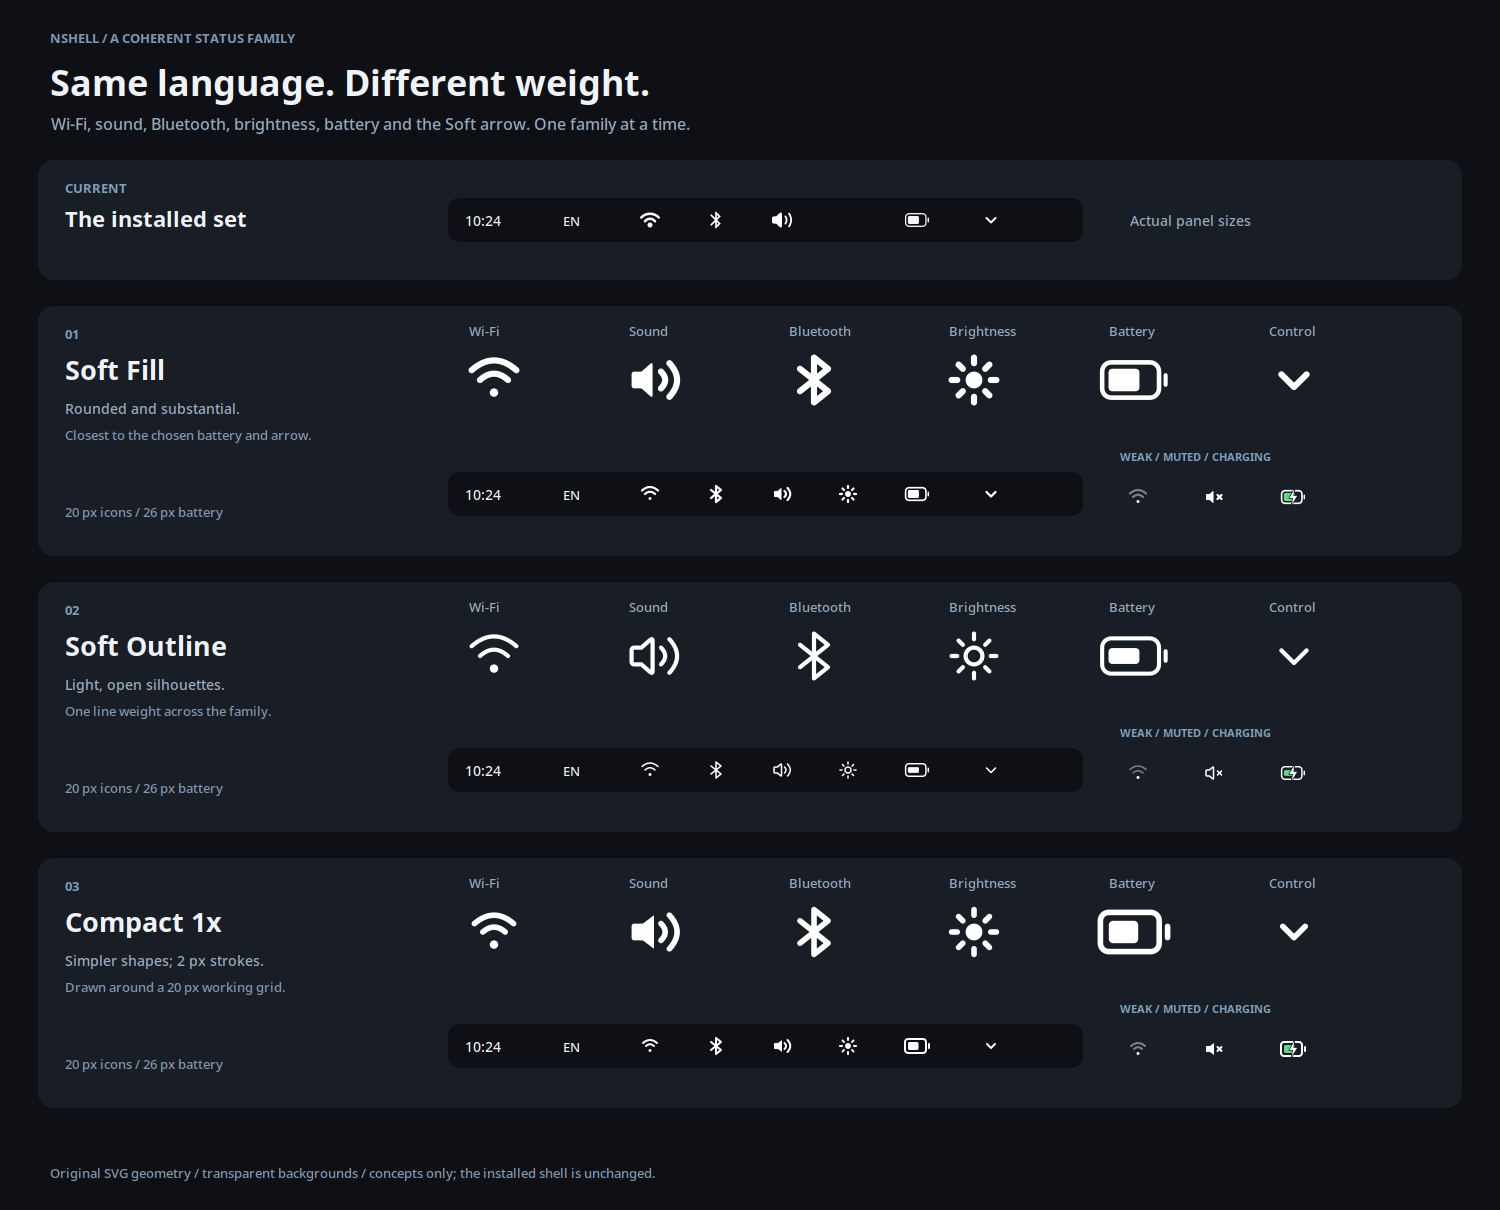 NSHELL / A COHERENT STATUS FAMILY
Same language. Different weight.
Wi-Fi, sound, Bluetooth, brightness, battery and the Soft arrow. One family at a time.
CURRENT
The installed set
10:24 EN
Actual panel sizes
01
Soft Fill
Rounded and substantial.
Closest to the chosen battery and arrow.
20 px icons / 26 px battery
Wi-Fi Sound Bluetooth Brightness Battery Control
WEAK / MUTED / CHARGING
10:24 EN
02
Soft Outline
Light, open silhouettes.
One line weight across the family.
20 px icons / 26 px battery
Wi-Fi Sound Bluetooth Brightness Battery Control
WEAK / MUTED / CHARGING
10:24 EN
03
Compact 1x
Simpler shapes; 2 px strokes.
Drawn around a 20 px working grid.
20 px icons / 26 px battery
Wi-Fi Sound Bluetooth Brightness Battery Control
WEAK / MUTED / CHARGING
10:24 EN
Original SVG geometry / transparent backgrounds / concepts only; the installed shell is unchanged.